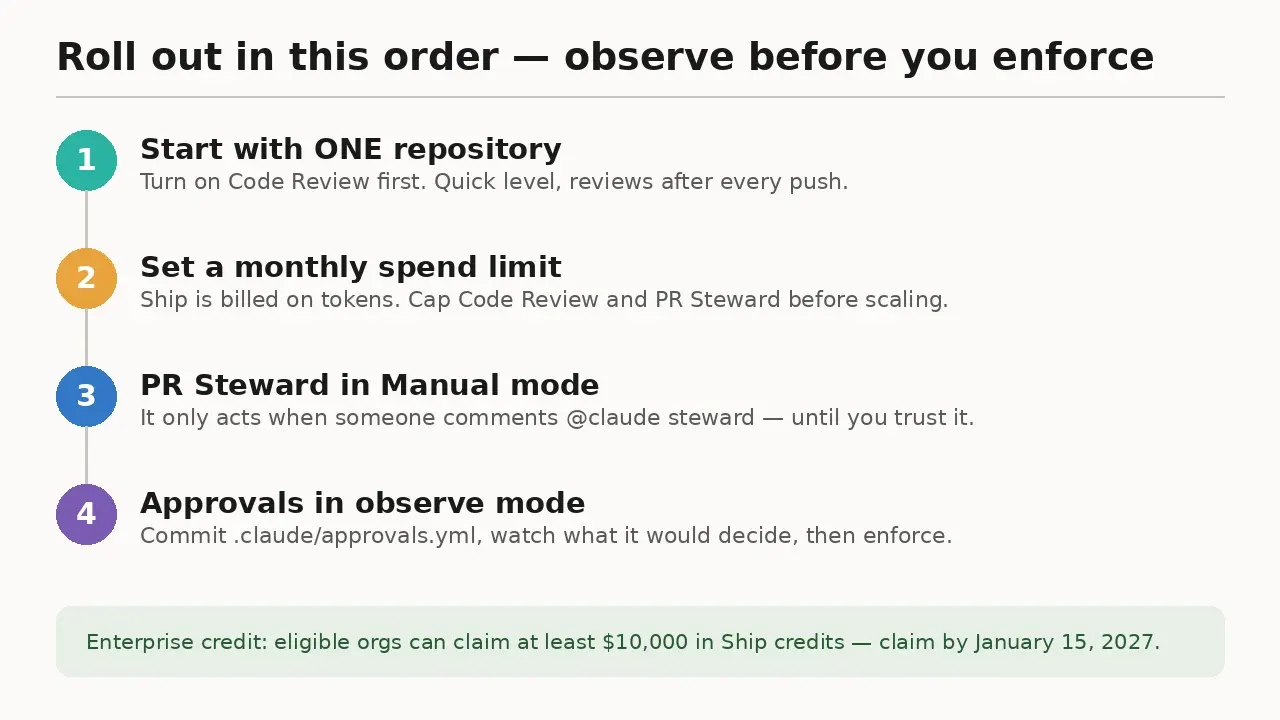 Roll out in this order — observe before you enforce
1
Start with ONE repository
Turn on Code Review first. Quick level, reviews after every push.
2
Set a monthly spend limit
Ship is billed on tokens. Cap Code Review and PR Steward before scaling.
3
PR Steward in Manual mode
It only acts when someone comments @claude steward — until you trust it.
4
Approvals in observe mode
Commit .claude/approvals.yml, watch what it would decide, then enforce.
Enterprise credit: eligible orgs can claim at least $10,000 in Ship credits — claim by January 15, 2027.